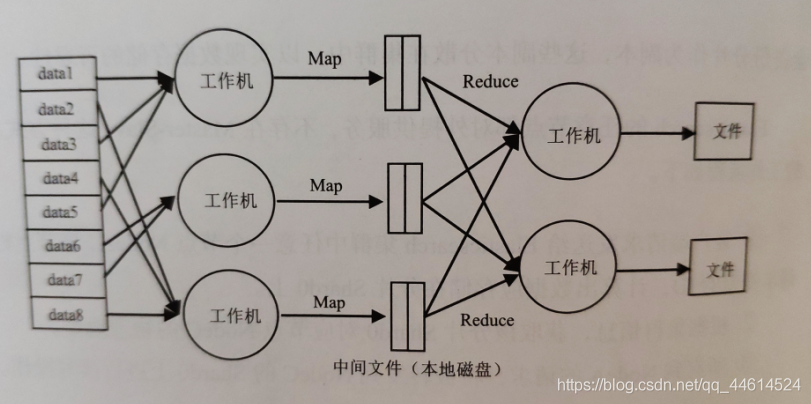 data1
data2
data3
data4
data5
data6
data7
data8
工作机
工作机
工作机
Map
Map
Map
Reduce
Reduce
工作机
工作机
文件
文件
中间文件（本地磁盘）
https://blog.csdn.net/qq_44614524